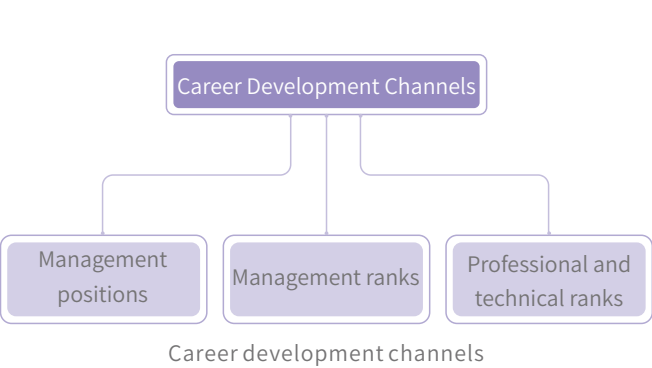 Career Development Channels
Management
positions
Management ranks
Professional and
technical ranks
Career development channels